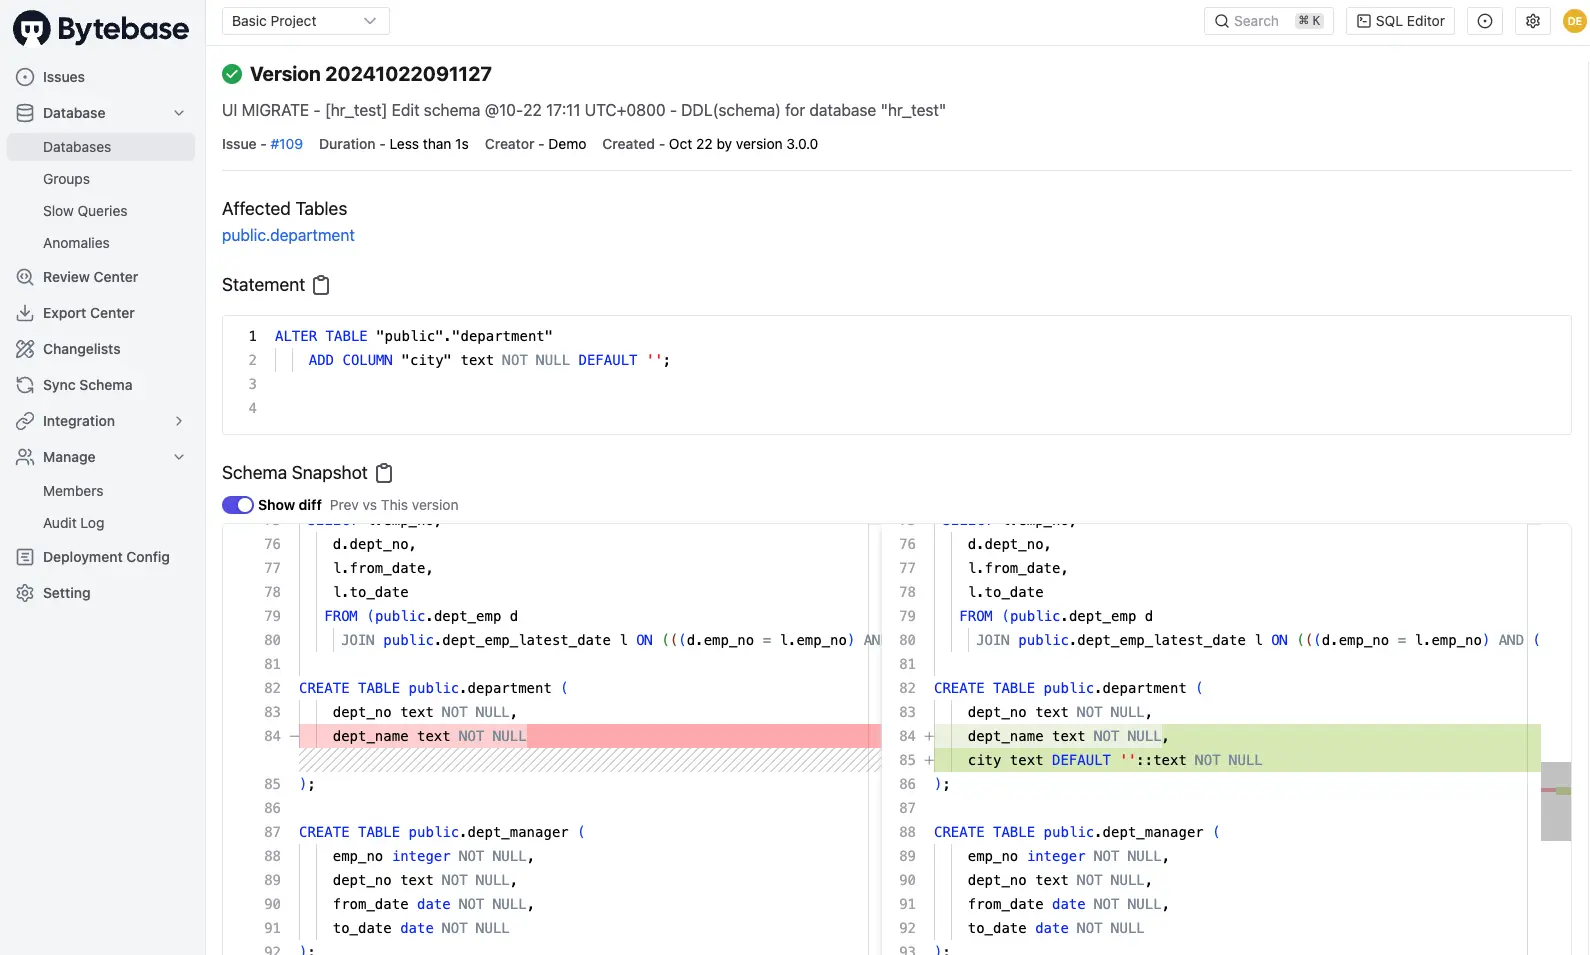 Bytebase
Basic Project
Search ⌘ K
SQL Editor
DE
Issues
Database
Databases
Groups
Slow Queries
Anomalies
Review Center
Export Center
Changelists
Sync Schema
Integration
Manage
Members
Audit Log
Deployment Config
Setting
Version 20241022091127
UI MIGRATE - [hr_test] Edit schema @10-22 17:11 UTC+0800 - DDL(schema) for database "hr_test"
Issue - #109 Duration - Less than 1s Creator - Demo Created - Oct 22 by version 3.0.0
Affected Tables
public.department
Statement
1 ALTER TABLE "public"."department"
2 ADD COLUMN "city" text NOT NULL DEFAULT '';
3
4
Schema Snapshot
Show diff Prev vs This version
76 d.dept_no,
77 l.from_date,
78 l.to_date
79 FROM (public.dept_emp d
80 JOIN public.dept_emp_latest_date l ON (((d.emp_no = l.emp_no) AN
81
82 CREATE TABLE public.department (
83 dept_no text NOT NULL,
84 — dept_name text NOT NULL
85 );
86
87 CREATE TABLE public.dept_manager (
88 emp_no integer NOT NULL,
89 dept_no text NOT NULL,
90 from_date date NOT NULL,
91 to_date date NOT NULL
92 );
76 d.dept_no,
77 l.from_date,
78 l.to_date
79 FROM (public.dept_emp d
80 JOIN public.dept_emp_latest_date l ON (((d.emp_no = l.emp_no) AND (
81
82 CREATE TABLE public.department (
83 dept_no text NOT NULL,
84 + dept_name text NOT NULL,
85 + city text DEFAULT ''::text NOT NULL
86 );
87
88 CREATE TABLE public.dept_manager (
89 emp_no integer NOT NULL,
90 dept_no text NOT NULL,
91 from_date date NOT NULL,
92 to_date date NOT NULL
93 );